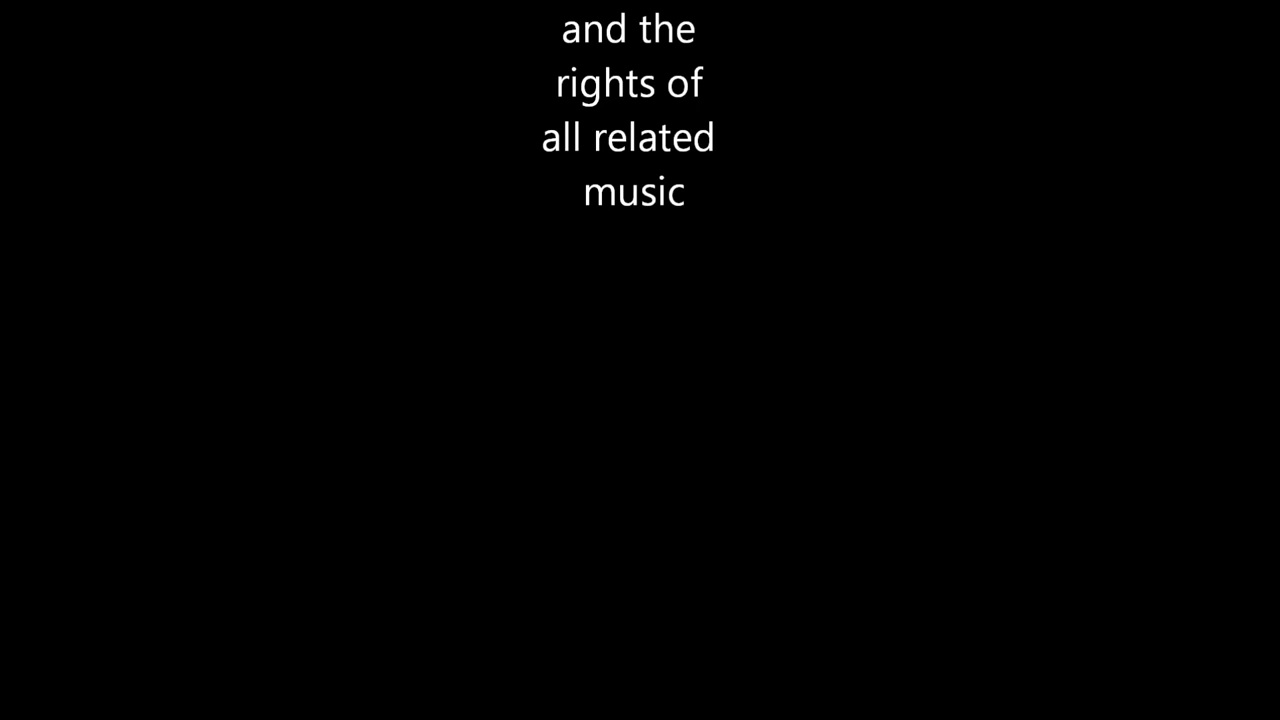 and the
rights of
all related
music